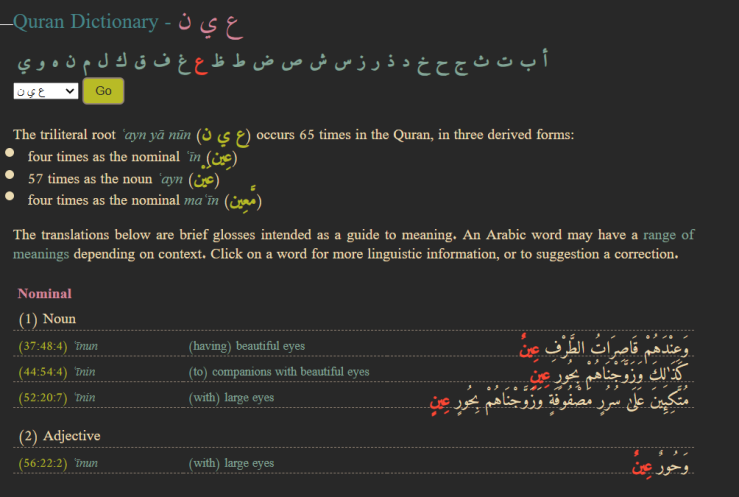 Quran Dictionary - ع ي ن
أ ب ت ث ج ح خ د ذ ر ز س ش ص ض ط ظ ع غ ف ق ك ل م ن ه و ي
ع ي ن Go
The triliteral root ʿayn yā nūn (ع ي ن) occurs 65 times in the Quran, in three derived forms:
four times as the nominal ʿīn (عِين)
57 times as the noun ʿayn (عَيْن)
four times as the nominal maʿīn (مَّعِين)
The translations below are brief glosses intended as a guide to meaning. An Arabic word may have a range of
meanings depending on context. Click on a word for more linguistic information, or to suggestion a correction.
Nominal
(1) Noun
(37:48:4) ʿīnun (having) beautiful eyes وَعِنْدَهُمْ قَاصِرَاتُ الطَّرْفِ عِينٌ
(44:54:4) ʿīnin (to) companions with beautiful eyes كَذَٰلِكَ وَزَوَّجْنَاهُمْ بِحُورٍ عِينٍ
(52:20:7) ʿīnin (with) large eyes مُتَّكِئِينَ عَلَىٰ سُرُرٍ مَصْفُوفَةٍ وَزَوَّجْنَاهُمْ بِحُورٍ عِينٍ
(2) Adjective
(56:22:2) ʿīnun (with) large eyes وَحُورٌ عِينٌ